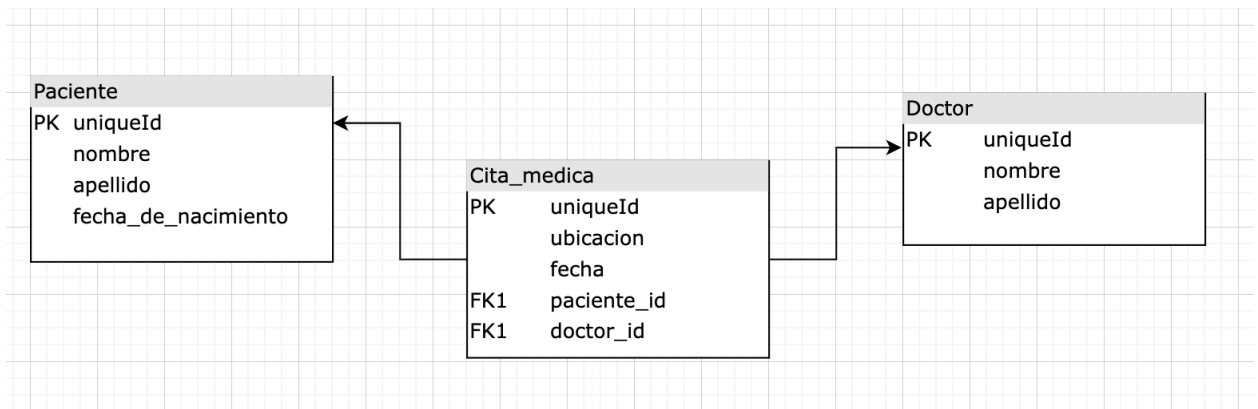 Paciente
PK uniqueId
nombre
apellido
fecha_de_nacimiento
Cita_medica
PK uniqueId
ubicacion
fecha
FK1 paciente_id
FK1 doctor_id
Doctor
PK uniqueId
nombre
apellido